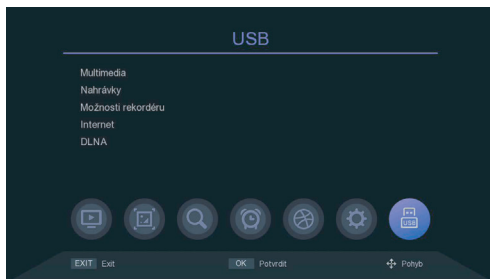 USB
Multimedia
Nahrávky
Možnosti rekordéru
Internet
DLNA
USB
EXIT Exit
OK Potvrdit
Pohyb